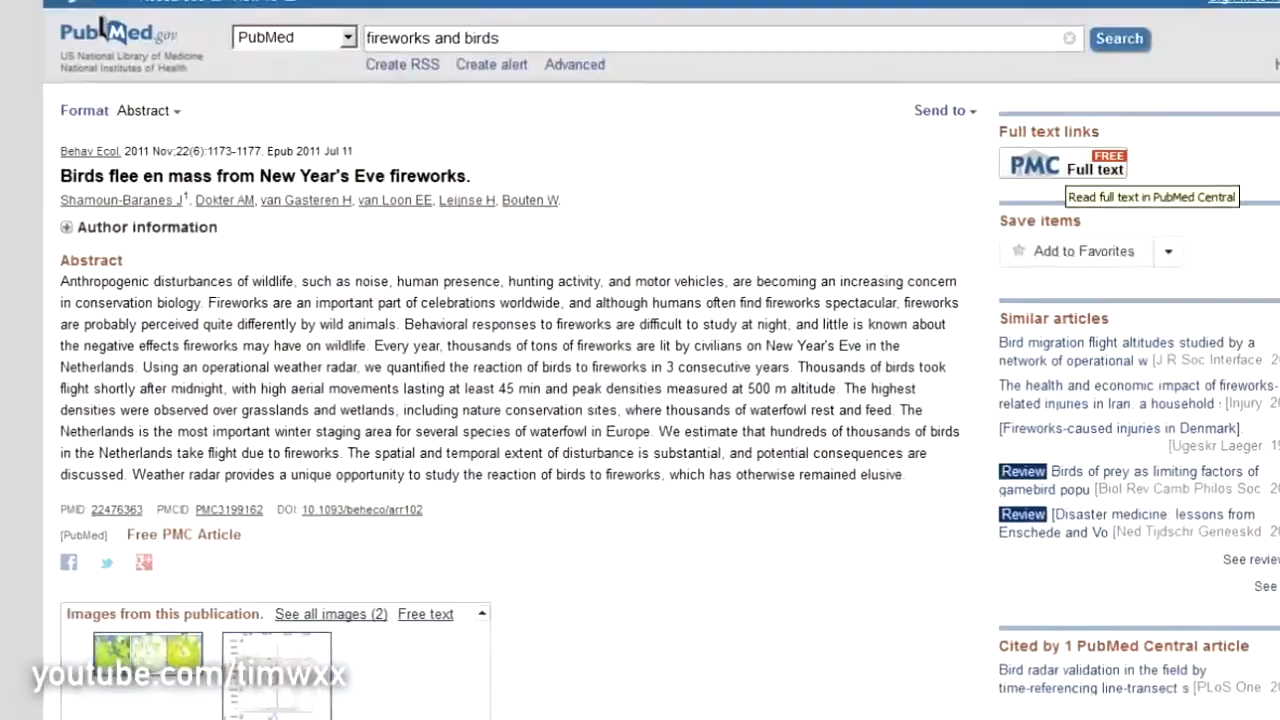 PubMed.gov
US National Library of Medicine
National Institutes of Health
PubMed
fireworks and birds
Search
Create RSS Create alert Advanced
Format Abstract
Send to
Behav Ecol. 2011 Nov;22(6):1173-1177. Epub 2011 Jul 11.
Birds flee en mass from New Year's Eve fireworks.
Shamoun-Baranes J1, Dokter AM, van Gasteren H, van Loon EE, Leijnse H, Bouten W.
Author information
Abstract
Anthropogenic disturbances of wildlife, such as noise, human presence, hunting activity, and motor vehicles, are becoming an increasing concern
in conservation biology. Fireworks are an important part of celebrations worldwide, and although humans often find fireworks spectacular, fireworks
are probably perceived quite differently by wild animals. Behavioral responses to fireworks are difficult to study at night, and little is known about
the negative effects fireworks may have on wildlife. Every year, thousands of tons of fireworks are lit by civilians on New Year's Eve in the
Netherlands. Using an operational weather radar, we quantified the reaction of birds to fireworks in 3 consecutive years. Thousands of birds took
flight shortly after midnight, with high aerial movements lasting at least 45 min and peak densities measured at 500 m altitude. The highest
densities were observed over grasslands and wetlands, including nature conservation sites, where thousands of waterfowl rest and feed. The
Netherlands is the most important winter staging area for several species of waterfowl in Europe. We estimate that hundreds of thousands of birds
in the Netherlands take flight due to fireworks. The spatial and temporal extent of disturbance is substantial, and potential consequences are
discussed. Weather radar provides a unique opportunity to study the reaction of birds to fireworks, which has otherwise remained elusive.
PMID: 22476363 PMCID: PMC3199162 DOI: 10.1093/beheco/arr102
[PubMed] Free PMC Article
Images from this publication. See all images (2) Free text
youtube.com/timwxx
Full text links
PMC FREE Full text
Read full text in PubMed Central
Save items
Add to Favorites
Similar articles
Bird migration flight altitudes studied by a
network of operational w [J R Soc Interface. 20
The health and economic impact of fireworks-
related injuries in Iran: a household : [Injury. 20
[Fireworks-caused injuries in Denmark].
[Ugeskr Laeger. 19
Review Birds of prey as limiting factors of
gamebird popu [Biol Rev Camb Philos Soc. 20
Review [Disaster medicine: lessons from
Enschede and Vo [Ned Tijdschr Geneeskd. 20
See review
See
Cited by 1 PubMed Central article
Bird radar validation in the field by
time-referencing line-transect s [PLoS One. 20